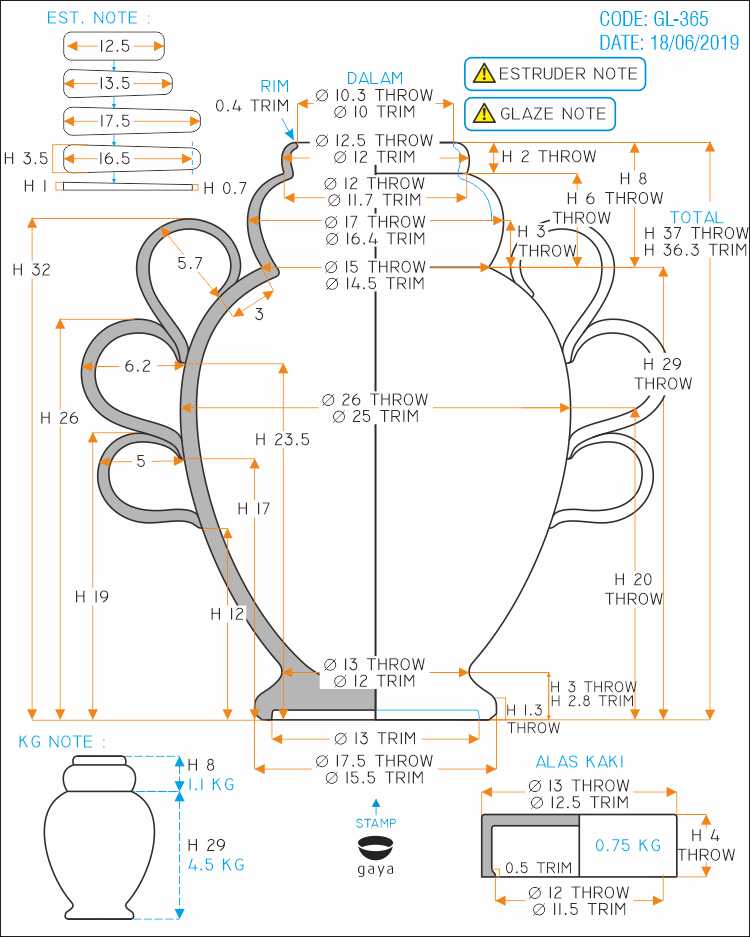 EST. NOTE :
CODE: GL-365
DATE: 18/06/2019
12.5
13.5
17.5
H 3.5
16.5
H 1
H 0.7
RIM
0.4 TRIM
DALAM
Ø 10.3 THROW
Ø 10 TRIM
ESTRUDER NOTE
GLAZE NOTE
Ø 12.5 THROW
Ø 12 TRIM
H 2 THROW
Ø 12 THROW
Ø 11.7 TRIM
H 8
THROW
H 6
THROW
Ø 17 THROW
Ø 16.4 TRIM
H 3
THROW
TOTAL
H 37 THROW
H 36.3 TRIM
Ø 15 THROW
Ø 14.5 TRIM
H 32
5.7
3
6.2
H 29
THROW
Ø 26 THROW
Ø 25 TRIM
H 26
H 23.5
5
H 17
H 19
H 12
H 20
THROW
Ø 13 THROW
Ø 12 TRIM
H 3 THROW
H 2.8 TRIM
H 1.3
THROW
Ø 13 TRIM
Ø 17.5 THROW
Ø 15.5 TRIM
KG NOTE :
H 8
1.1 KG
H 29
4.5 KG
STAMP
gaya
ALAS KAKI
Ø 13 THROW
Ø 12.5 TRIM
0.75 KG
H 4
THROW
0.5 TRIM
Ø 12 THROW
Ø 11.5 TRIM